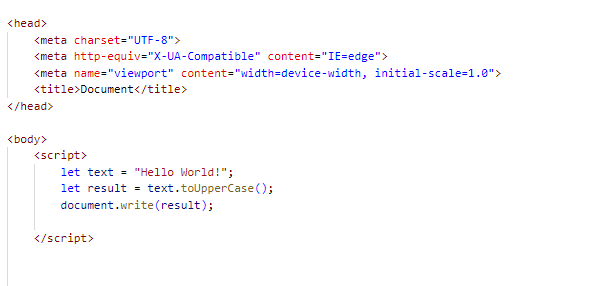 <head>
<meta charset="UTF-8">
<meta http-equiv="X-UA-Compatible" content="IE=edge">
<meta name="viewport" content="width=device-width, initial-scale=1.0">
<title>Document</title>
</head>
<body>
<script>
let text = "Hello World!";
let result = text.toUpperCase();
document.write(result);
</script>